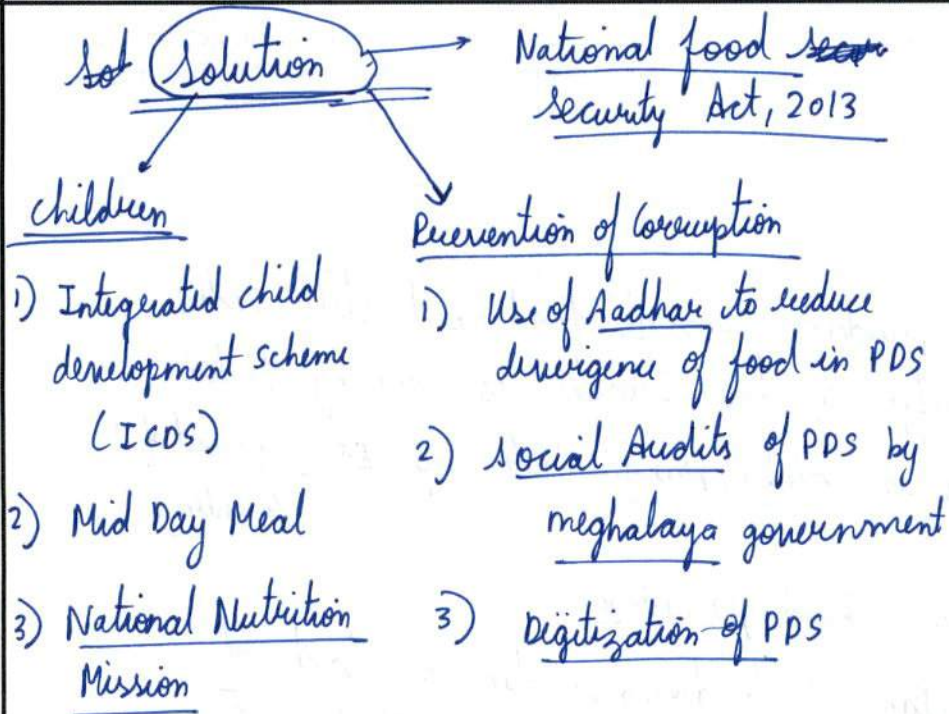 Sol Solution
National food secur
security Act, 2013
children
1) Integrated child
development scheme
(ICDS)
2) Mid Day Meal
3) National Nutrition
Mission
Prevention of Corruption
1) Use of Aadhar to reduce
divergence of food in PDS
2) Social Audits of PDS by
meghalaya government
3) Digitization of PDS